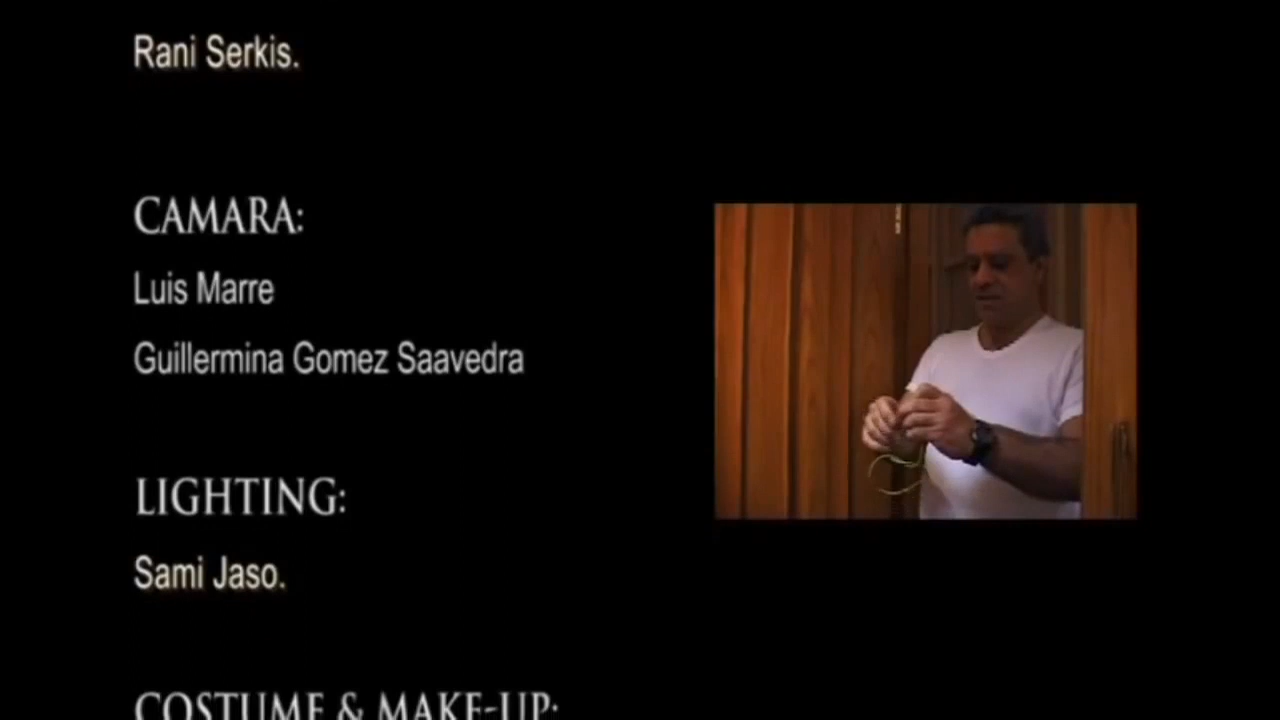 Rani Serkis.
CAMARA:
Luis Marre
Guillermina Gomez Saavedra
LIGHTING:
Sami Jaso.
COSTUME & MAKE-UP: